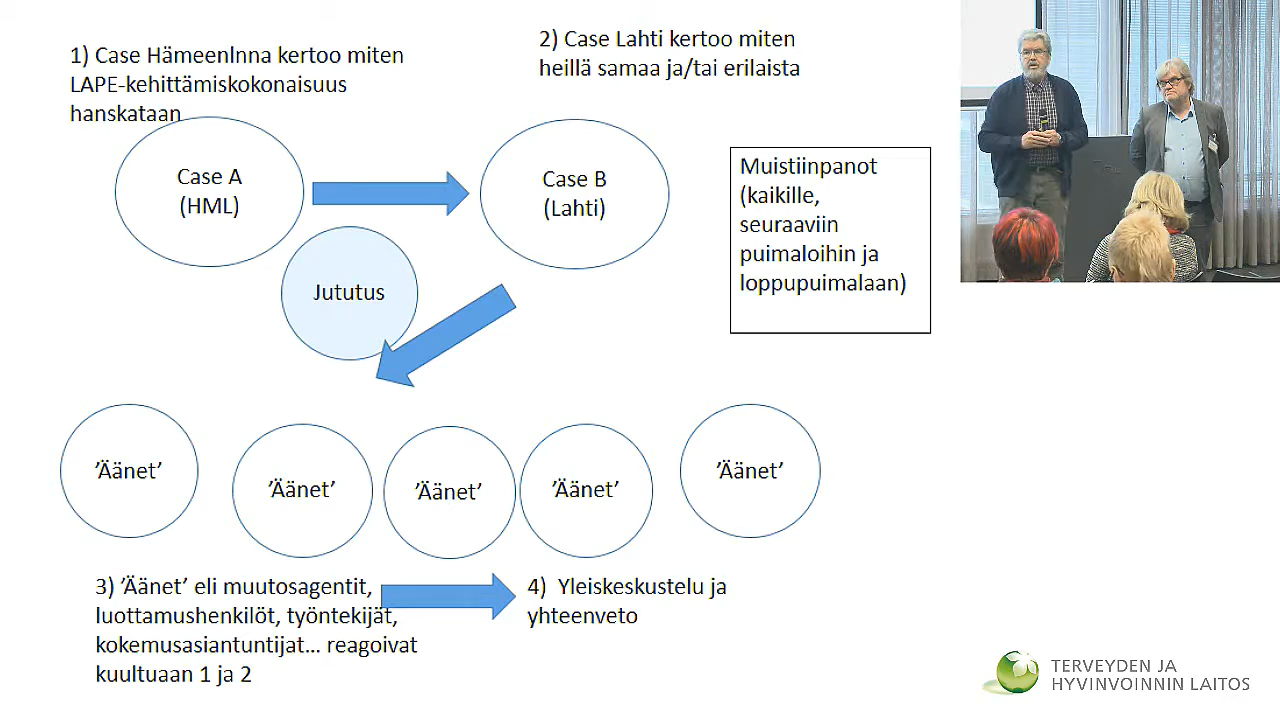 1) Case HämeenInna kertoo miten
LAPE-kehittämiskokonaisuus
hanskataan
2) Case Lahti kertoo miten
heillä samaa ja/tai erilaista
Case A
(HML)
Case B
(Lahti)
Muistiinpanot
(kaikille,
seuraaviin
puimaloihin ja
loppupuimalaan)
Jututus
’Äänet’
’Äänet’
’Äänet’
’Äänet’
’Äänet’
3) ’Äänet’ eli muutosagentit,
luottamushenkilöt, työntekijät,
kokemusasiantuntijat... reagoivat
kuultuaan 1 ja 2
4) Yleiskeskustelu ja
yhteenveto
TERVEYDEN JA
HYVINVOINNIN LAITOS